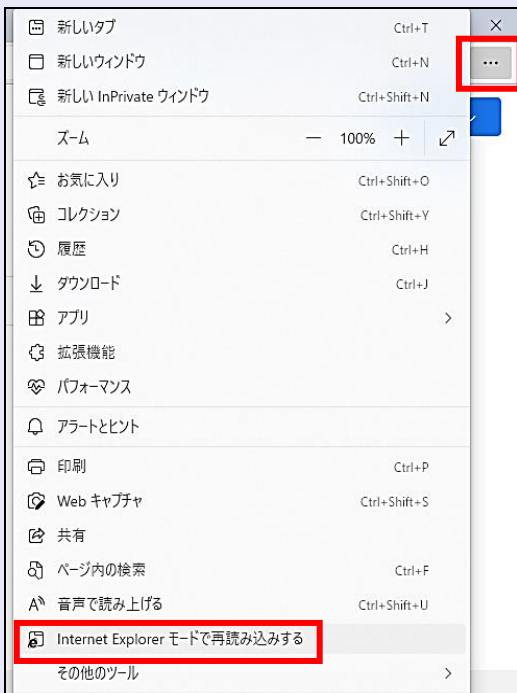 新しいタブ Ctrl+T
新しいウィンドウ Ctrl+N
新しい InPrivate ウィンドウ Ctrl+Shift+N
ズーム — 100% +
お気に入り Ctrl+Shift+O
コレクション Ctrl+Shift+Y
履歴 Ctrl+H
ダウンロード Ctrl+J
アプリ
拡張機能
パフォーマンス
アラートとヒント
印刷 Ctrl+P
Web キャプチャ Ctrl+Shift+S
共有
ページ内の検索 Ctrl+F
音声で読み上げる Ctrl+Shift+U
Internet Explorer モードで再読み込みする
その他のツール